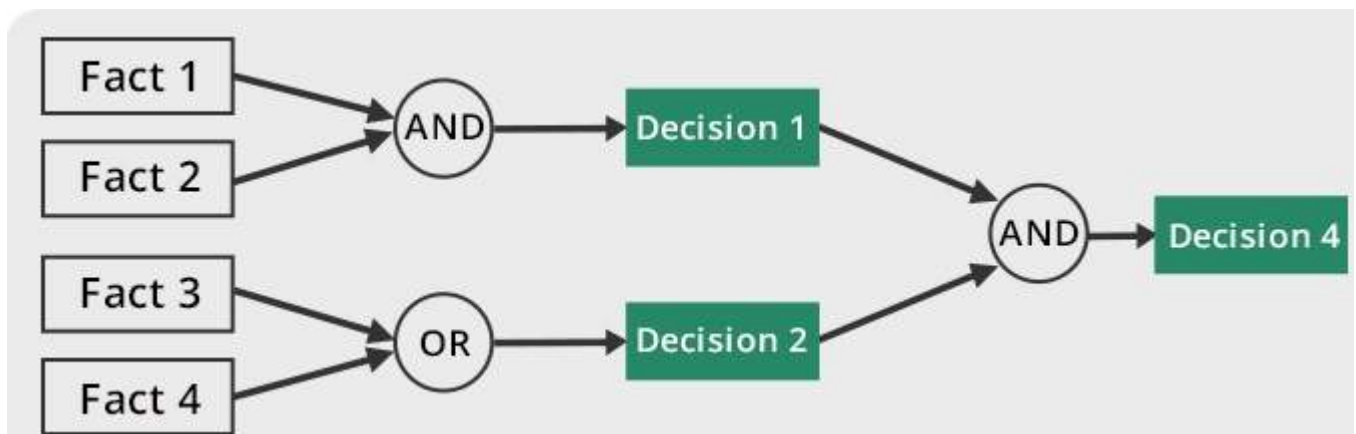 Fact 1
Fact 2
AND
Decision 1
Fact 3
Fact 4
OR
Decision 2
AND
Decision 4